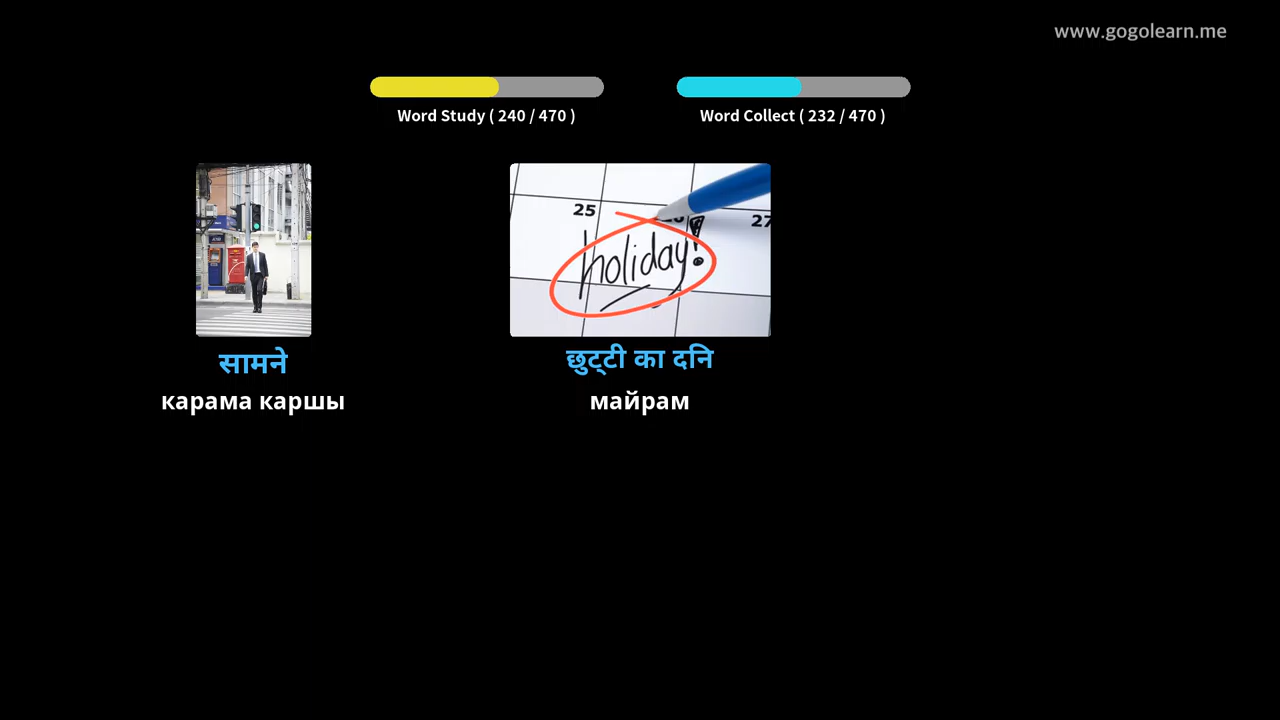 www.gogolearn.me
Word Study ( 240 / 470 )
Word Collect ( 232 / 470 )
25
27
holiday!
सामने
छुट्टी का दनि
карама каршы
майрам